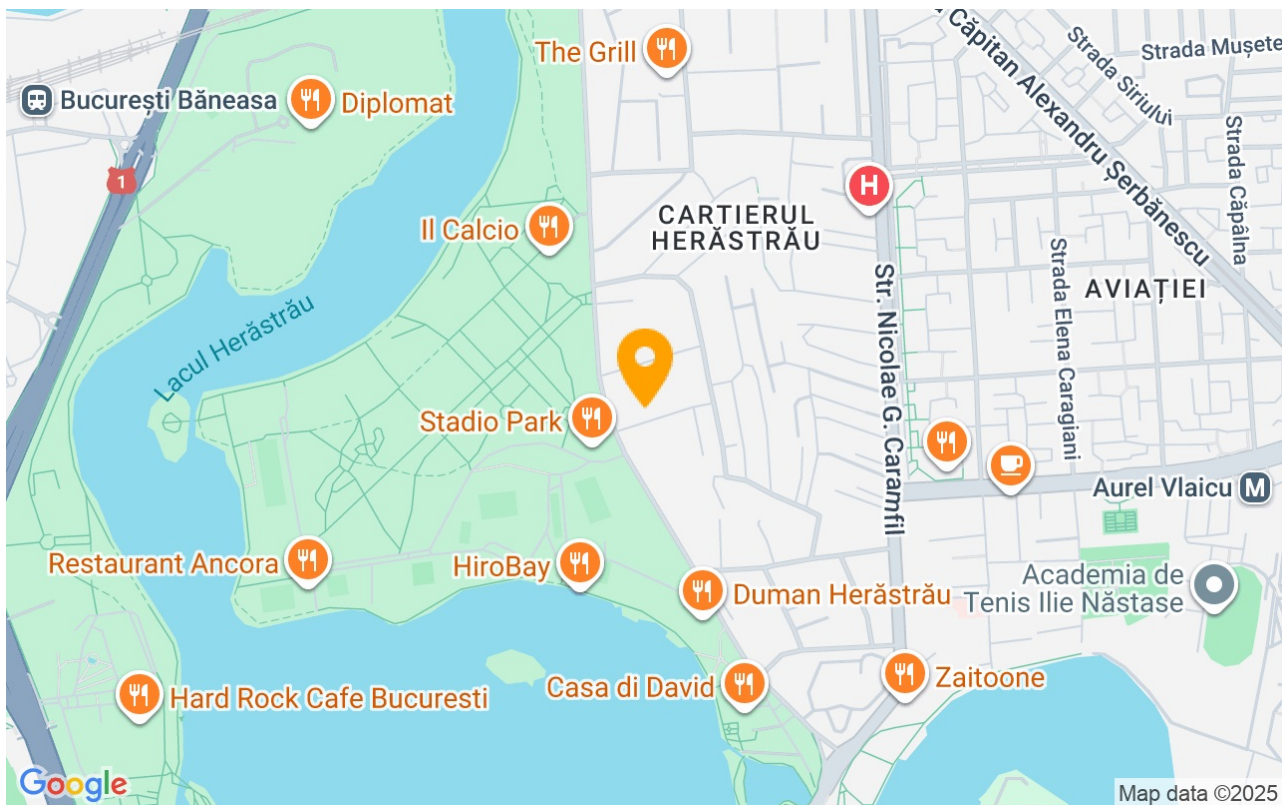 The Grill
Căpitan Alexandru Șerbănescu
Strada Siriului
Strada Mușete
București Băneasa
Diplomat
Strada Căpâlna
1
H
Il Calcio
CARTIERUL
HERĂSTRĂU
Str. Nicolae G. Caramfil
Strada Elena Caragiani
AVIAȚIEI
Lacul Herăstrău
Stadio Park
Aurel Vlaicu
M
Restaurant Ancora
HiroBay
Duman Herăstrău
Academia de
Tenis Ilie Năstase
Hard Rock Cafe Bucuresti
Casa di David
Zaitoone
Google
Map data ©2025